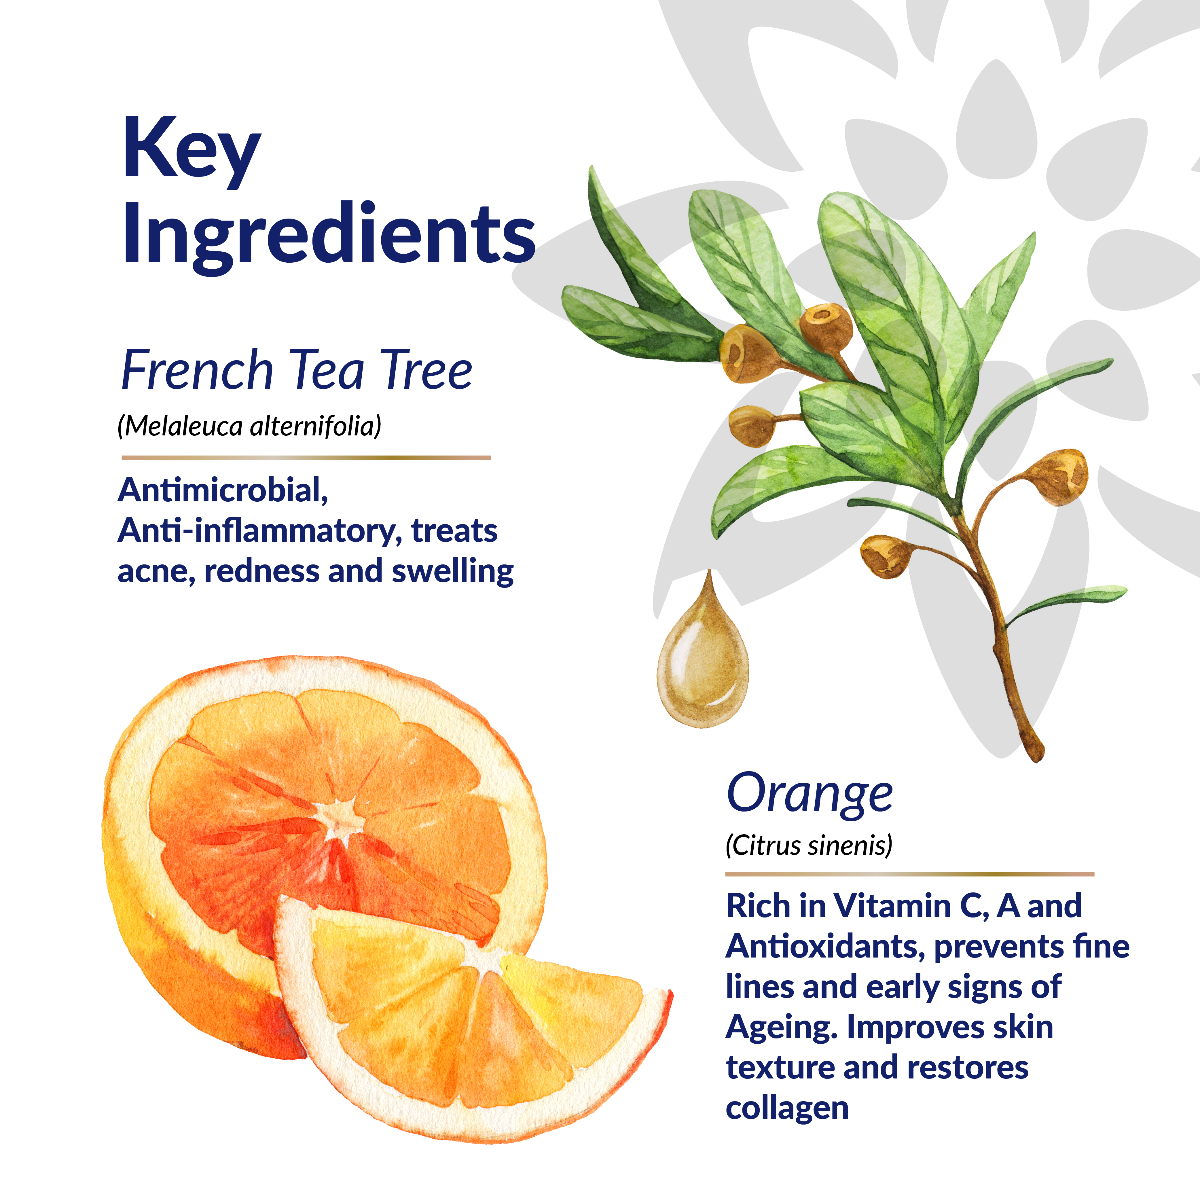 Key
Ingredients
French Tea Tree
(Melaleuca alternifolia)
Antimicrobial,
Anti-inflammatory, treats
acne, redness and swelling
Orange
(Citrus sinenis)
Rich in Vitamin C, A and
Antioxidants, prevents fine
lines and early signs of
Ageing. Improves skin
texture and restores
collagen